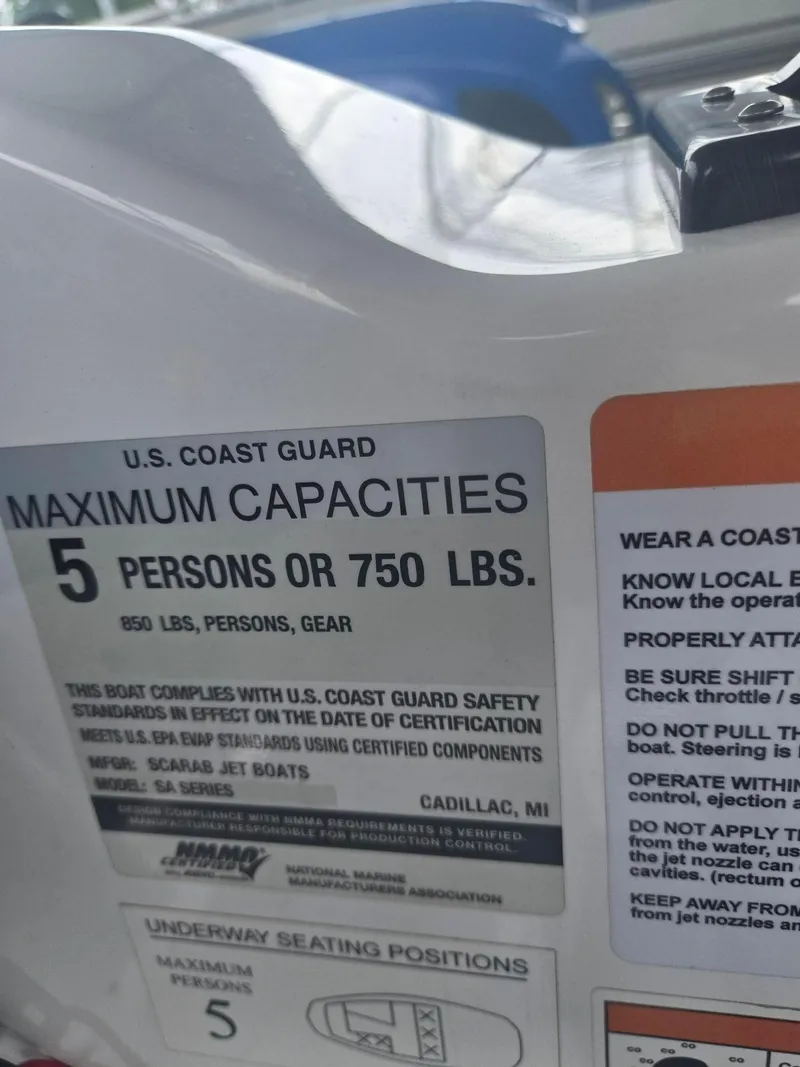 U.S. COAST GUARD
MAXIMUM CAPACITIES
5 PERSONS OR 750 LBS.
850 LBS, PERSONS, GEAR
THIS BOAT COMPLIES WITH U.S. COAST GUARD SAFETY
STANDARDS IN EFFECT ON THE DATE OF CERTIFICATION
MEETS U.S. EPA EVAP STANDARDS USING CERTIFIED COMPONENTS
MFGR: SCARAB JET BOATS
MODEL: SA SERIES
CADILLAC, MI
DESIGN COMPLIANCE WITH NMMA REQUIREMENTS IS VERIFIED.
MANUFACTURER RESPONSIBLE FOR PRODUCTION CONTROL.
NMMA
CERTIFIED
NATIONAL MARINE
MANUFACTURERS ASSOCIATION
UNDERWAY SEATING POSITIONS
MAXIMUM
PERSONS
5
WEAR A COAST
KNOW LOCAL
Know the operat
PROPERLY ATTA
BE SURE SHIFT
Check throttle / s
DO NOT PULL TH
boat. Steering is
OPERATE WITHIN
control, ejection a
DO NOT APPLY T
from the water, us
the jet nozzle can
cavities. (rectum o
KEEP AWAY FROM
from jet nozzles an
co co co
co